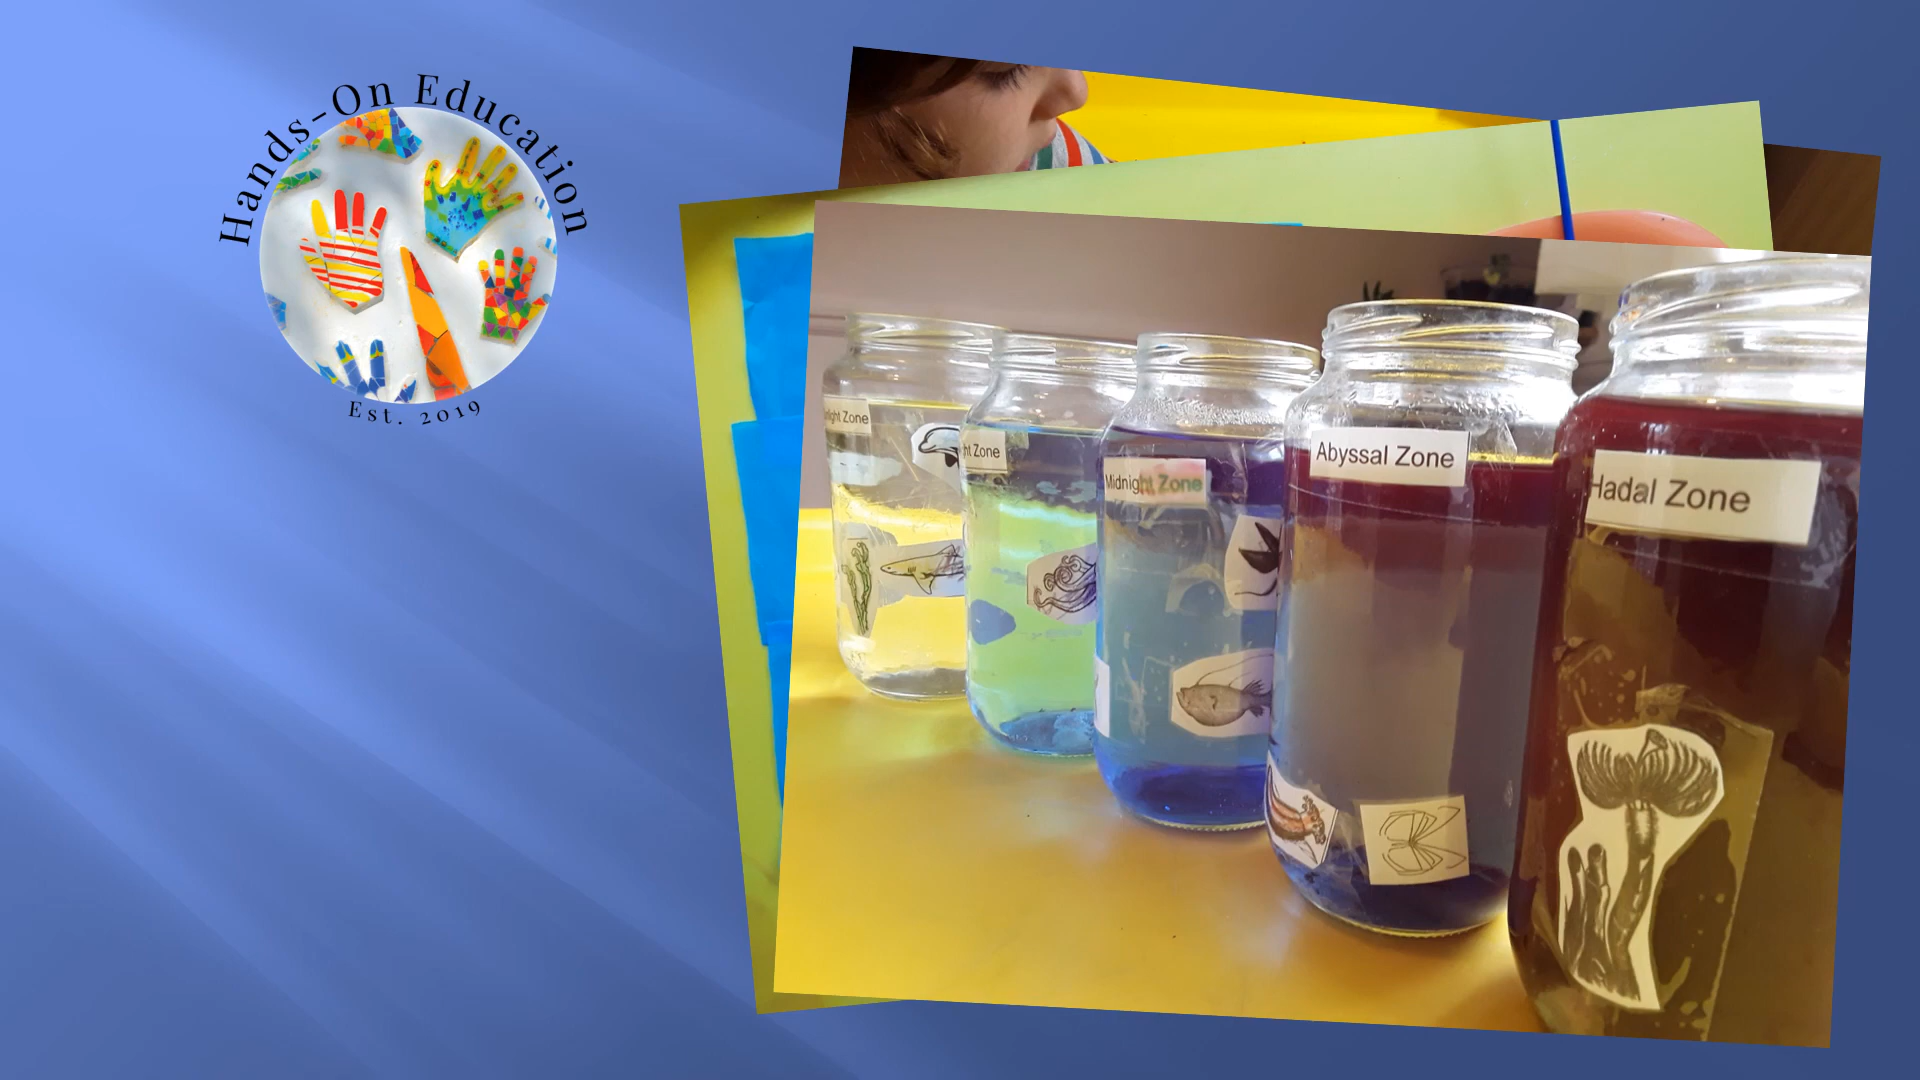 Hands-On Education
Est. 2019
Zone
Zone
Midnight Zone
Abyssal Zone
Hadal Zone